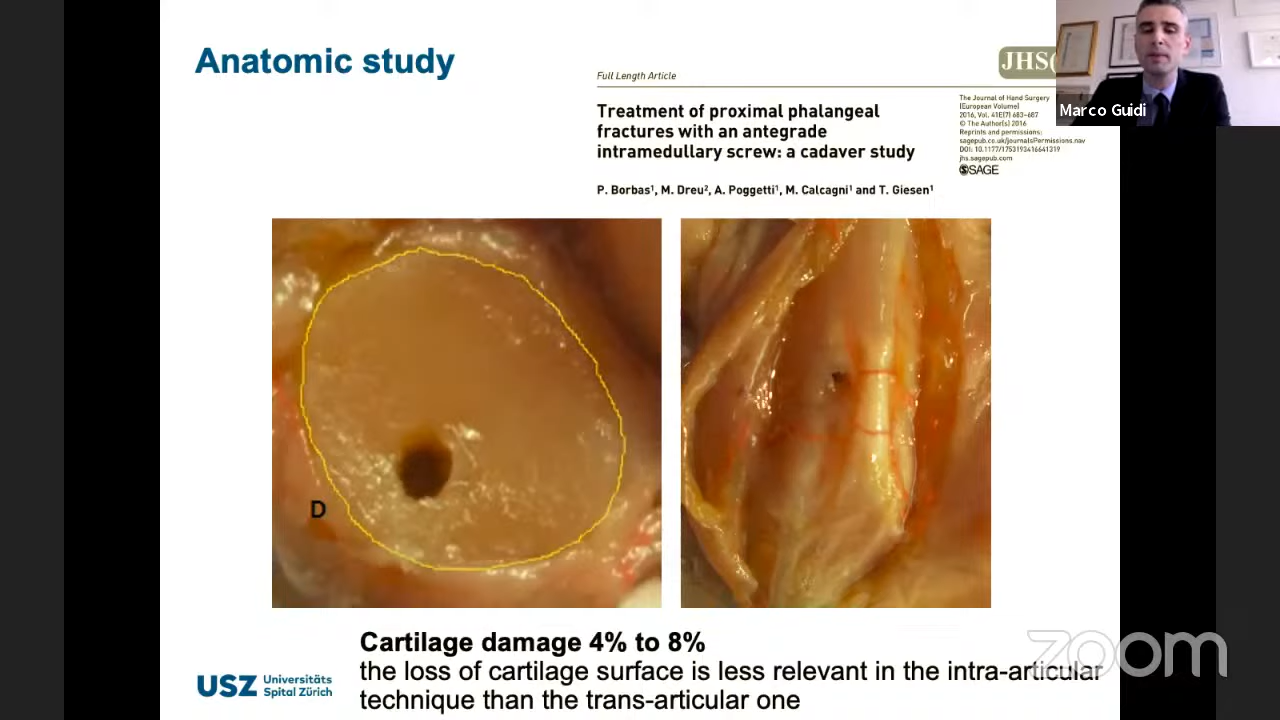 Anatomic study
Full Length Article
JHS(
Treatment of proximal phalangeal
fractures with an antegrade
intramedullary screw: a cadaver study
The Journal of Hand Surgery
(European Volume)
2016, Vol. 41E(7) 683–687
© The Author(s) 2016
Reprints and permissions:
sagepub.co.uk/journalsPermissions.nav
DOI: 10.1177/1753193416641319
jhs.sagepub.com
SAGE
P. Borbas¹, M. Dreu², A. Poggetti¹, M. Calcagni¹ and T. Giesen¹
Marco Guidi
D
Cartilage damage 4% to 8%
the loss of cartilage surface is less relevant in the intra-articular
technique than the trans-articular one
USZ Universitäts
Spital Zürich
zoom